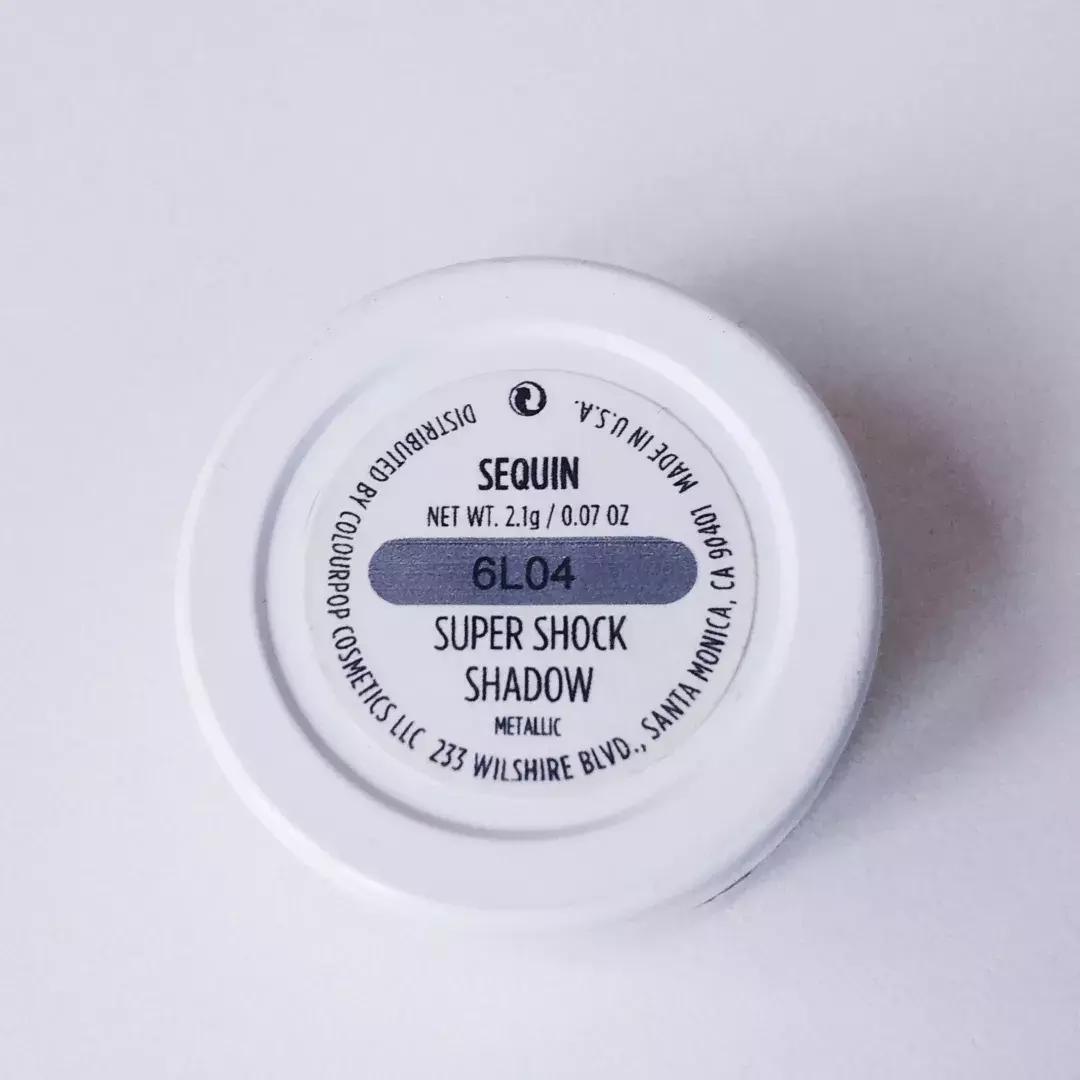 SEQUIN
NET WT. 2.1g / 0.07 OZ
6L04
SUPER SHOCK
SHADOW
METALLIC
DISTRIBUTED BY COLOURPOP COSMETICS LLC 233 WILSHIRE BLVD., SANTA MONICA, CA 90401 MADE IN U.S.A.